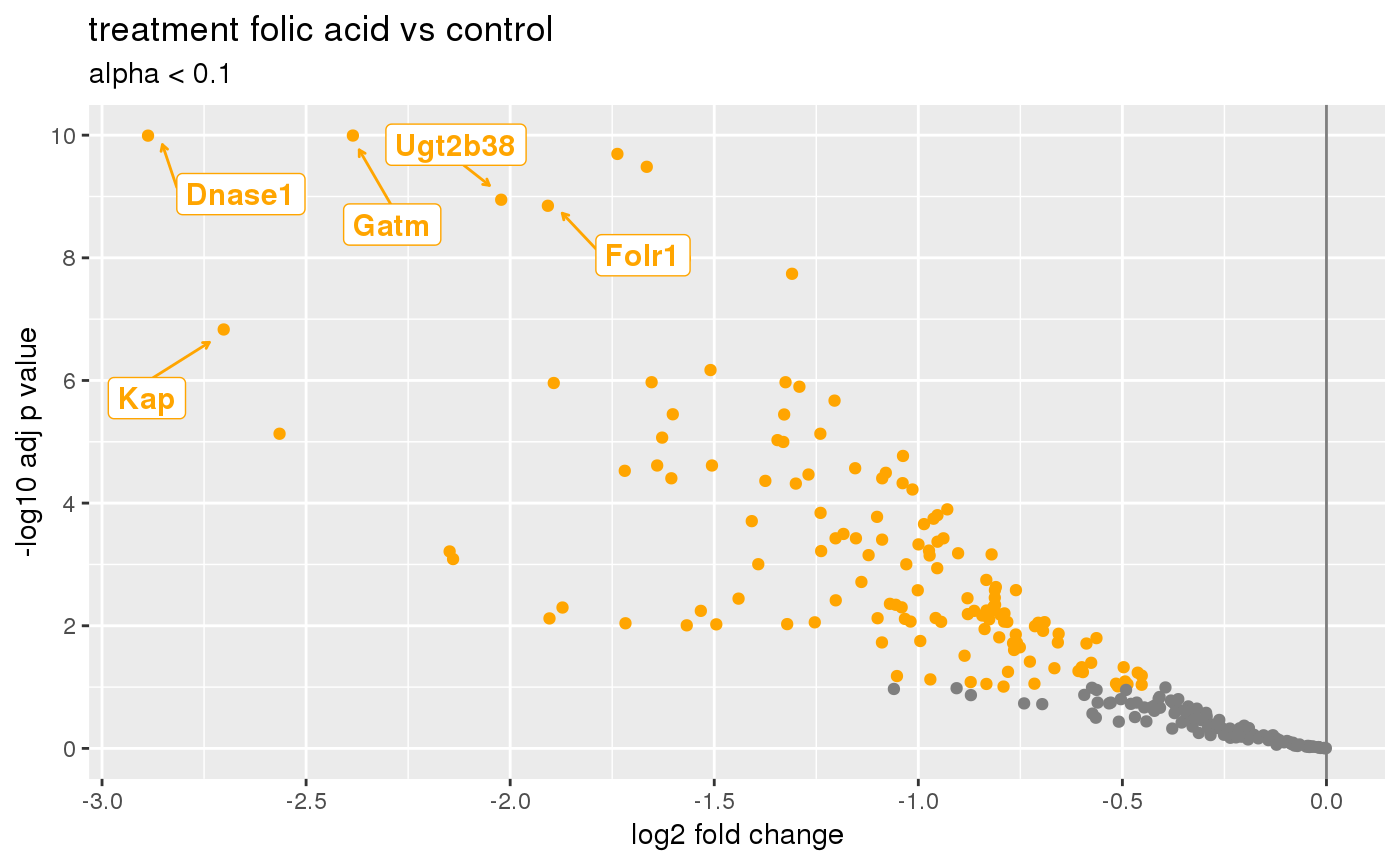 treatment folic acid vs control
alpha < 0.1
10
8
6
4
2
0
-log10 adj p value
Ugt2b38
Dnase1
Gatm
Folr1
Kap
-3.0 -2.5 -2.0 -1.5 -1.0 -0.5 0.0
log2 fold change